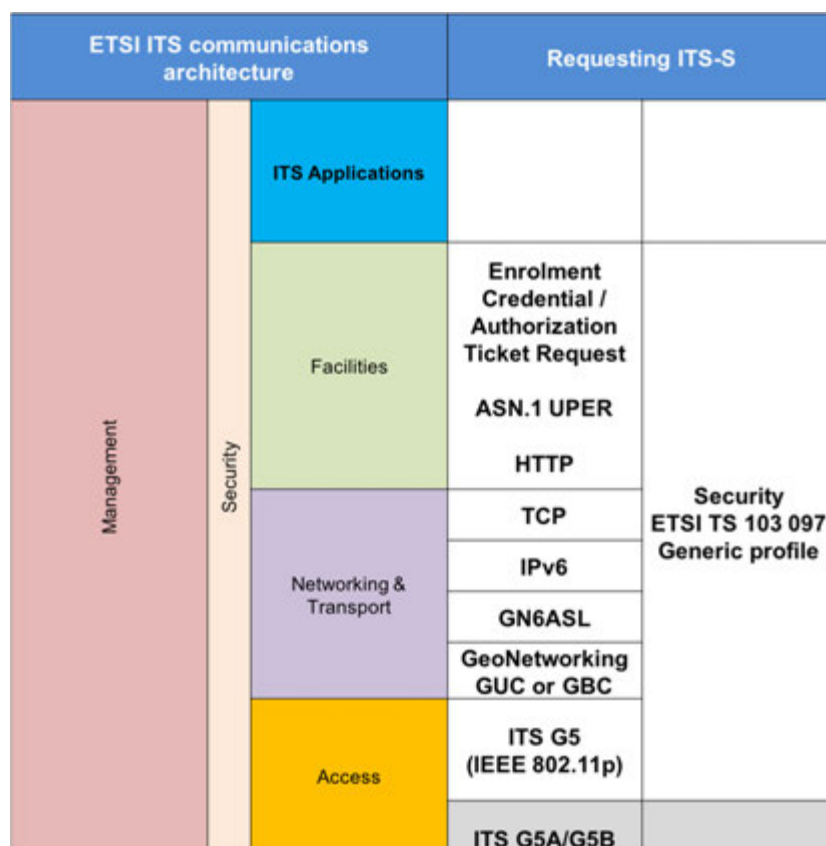 ETSI ITS communications
architecture
Requesting ITS-S
Management
Security
ITS Applications
Facilities
Enrolment
Credential /
Authorization
Ticket Request
ASN.1 UPER
HTTP
Networking &
Transport
TCP
IPv6
GN6ASL
GeoNetworking
GUC or GBC
Security
ETSI TS 103 097
Generic profile
Access
ITS G5
(IEEE 802.11p)
ITS G5A/G5B